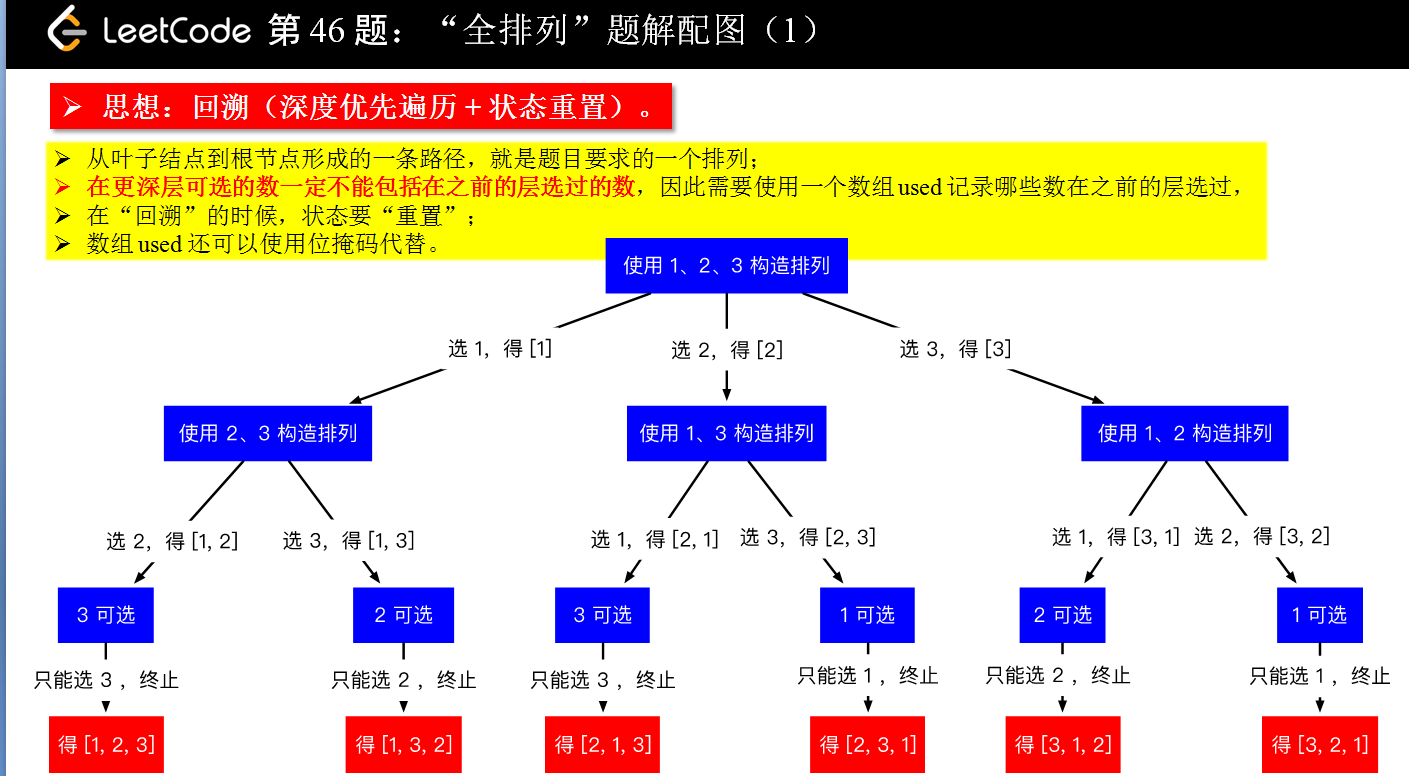 LeetCode 第 46 题：“全排列”题解配图（1）
➢ 思想：回溯（深度优先遍历 + 状态重置）。
➢ 从叶子结点到根节点形成的一条路径，就是题目要求的一个排列；
➢ 在更深层可选的数一定不能包括在之前的层选过的数，因此需要使用一个数组 used 记录哪些数在之前的层选过，
➢ 在“回溯”的时候，状态要“重置”；
➢ 数组 used 还可以使用位掩码代替。
使用 1、2、3 构造排列
选 1，得 [1]
选 2，得 [2]
选 3，得 [3]
使用 2、3 构造排列
使用 1、3 构造排列
使用 1、2 构造排列
选 2，得 [1, 2]
选 3，得 [1, 3]
选 1，得 [2, 1]
选 3，得 [2, 3]
选 1，得 [3, 1]
选 2，得 [3, 2]
3 可选
2 可选
3 可选
1 可选
2 可选
1 可选
只能选 3 ，终止
只能选 2 ，终止
只能选 3 ，终止
只能选 1 ，终止
只能选 2 ，终止
只能选 1 ，终止
得 [1, 2, 3]
得 [1, 3, 2]
得 [2, 1, 3]
得 [2, 3, 1]
得 [3, 1, 2]
得 [3, 2, 1]